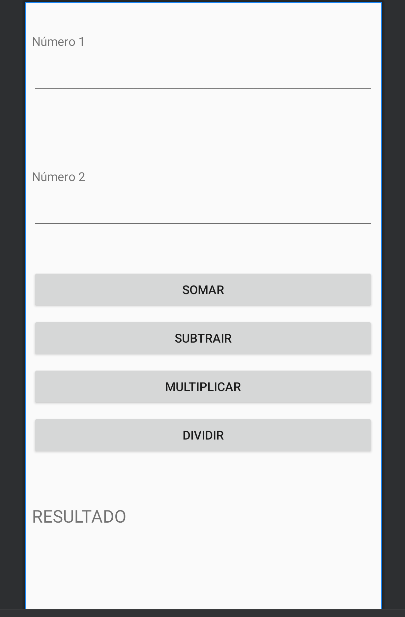 Número 1
Número 2
SOMAR
SUBTRAIR
MULTIPLICAR
DIVIDIR
RESULTADO